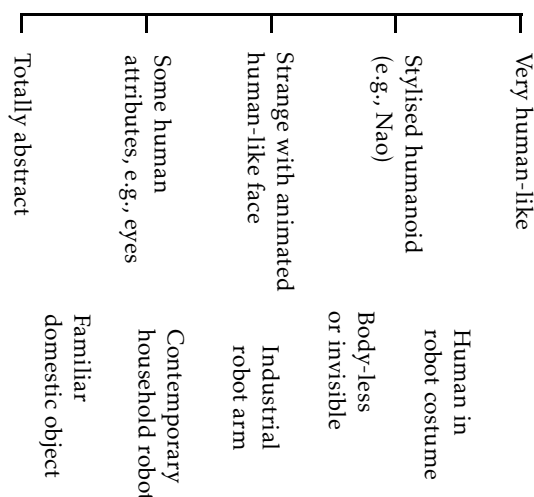 Totally abstract
Some human
attributes, e.g., eyes
Strange with animated
human-like face
Stylised humanoid
(e.g., Nao)
Very human-like
Familiar
domestic object
Contemporary
household robot
Industrial
robot arm
Body-less
or invisible
Human in
robot costume